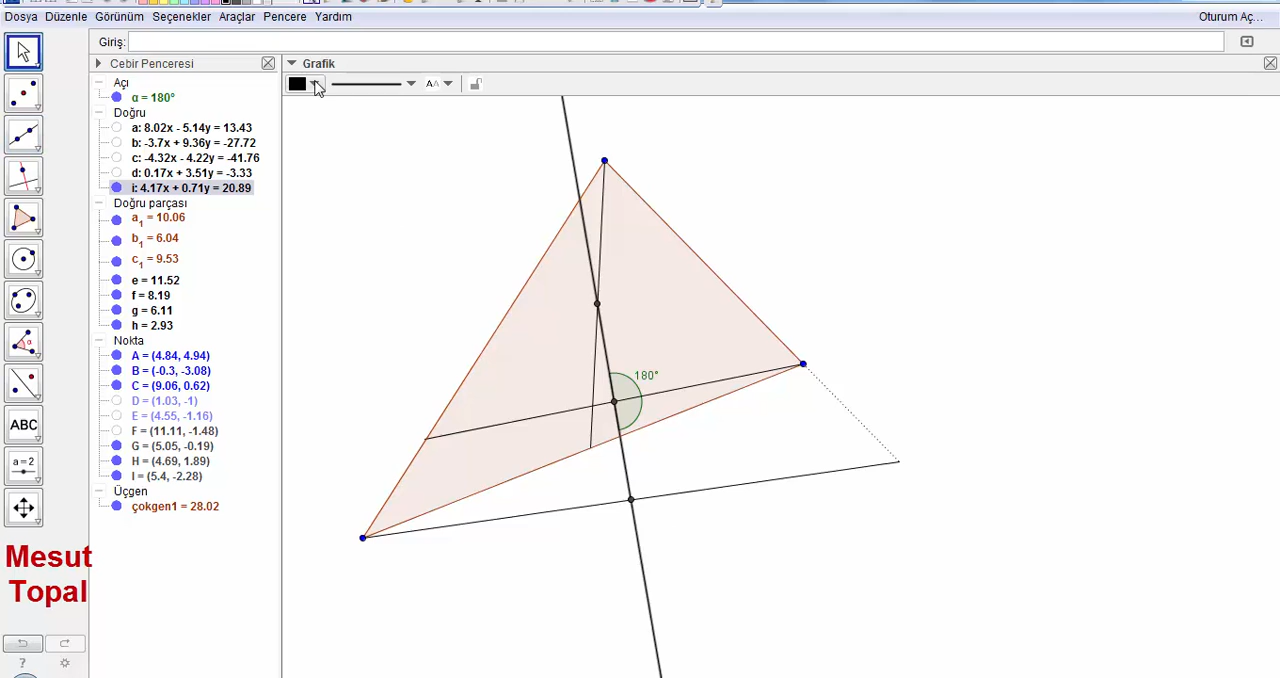 Dosya Düzenle Görünüm Seçenekler Araçlar Pencere Yardım Oturum Aç...
Giriş:
Cebir Penceresi
Grafik
AA
Açı
α = 180°
Doğru
a: 8.02x - 5.14y = 13.43
b: -3.7x + 9.36y = -27.72
c: -4.32x - 4.22y = -41.76
d: 0.17x + 3.51y = -3.33
i: 4.17x + 0.71y = 20.89
Doğru parçası
a1 = 10.06
b1 = 6.04
c1 = 9.53
e = 11.52
f = 8.19
g = 6.11
h = 2.93
Nokta
A = (4.84, 4.94)
B = (-0.3, -3.08)
C = (9.06, 0.62)
D = (1.03, -1)
E = (4.55, -1.16)
F = (11.11, -1.48)
G = (5.05, -0.19)
H = (4.69, 1.89)
I = (5.4, -2.28)
Üçgen
çokgen1 = 28.02
180°
α
ABC
a=2
Mesut
Topal
?